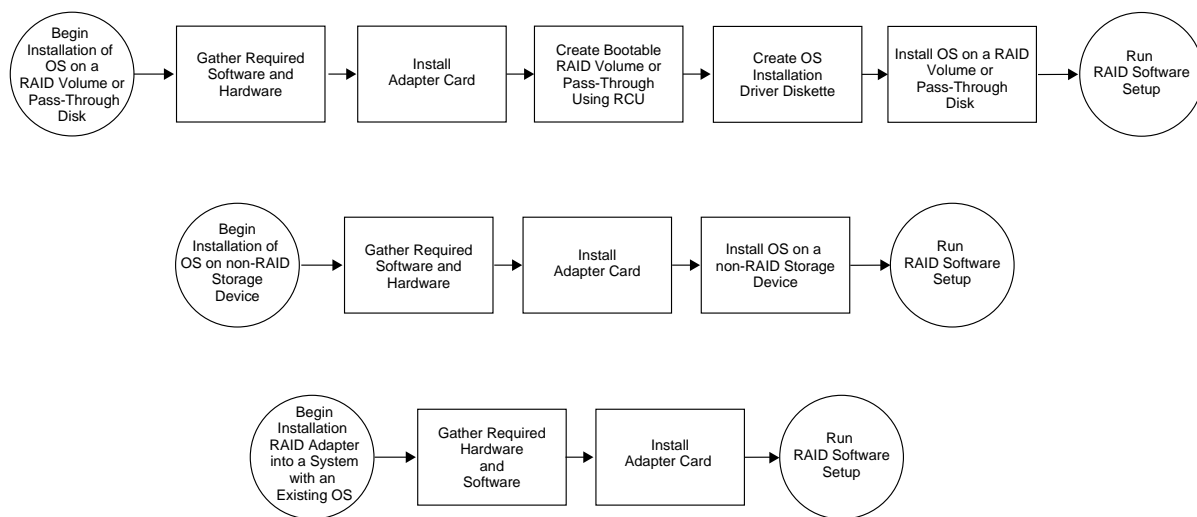 Begin
Installation of
OS on a
RAID Volume or
Pass-Through
Disk
Gather Required
Software and
Hardware
Install
Adapter Card
Create Bootable
RAID Volume or
Pass-Through
Using RCU
Create OS
Installation
Driver Diskette
Install OS on a RAID
Volume or
Pass-Through
Disk
Run
RAID Software
Setup
Begin
Installation of
OS on non-RAID
Storage
Device
Gather Required
Software and
Hardware
Install
Adapter Card
Install OS on a
non-RAID Storage
Device
Run
RAID Software
Setup
Begin
Installation
RAID Adapter
into a System
with an
Existing OS
Gather Required
Hardware
and
Software
Install
Adapter Card
Run
RAID Software
Setup